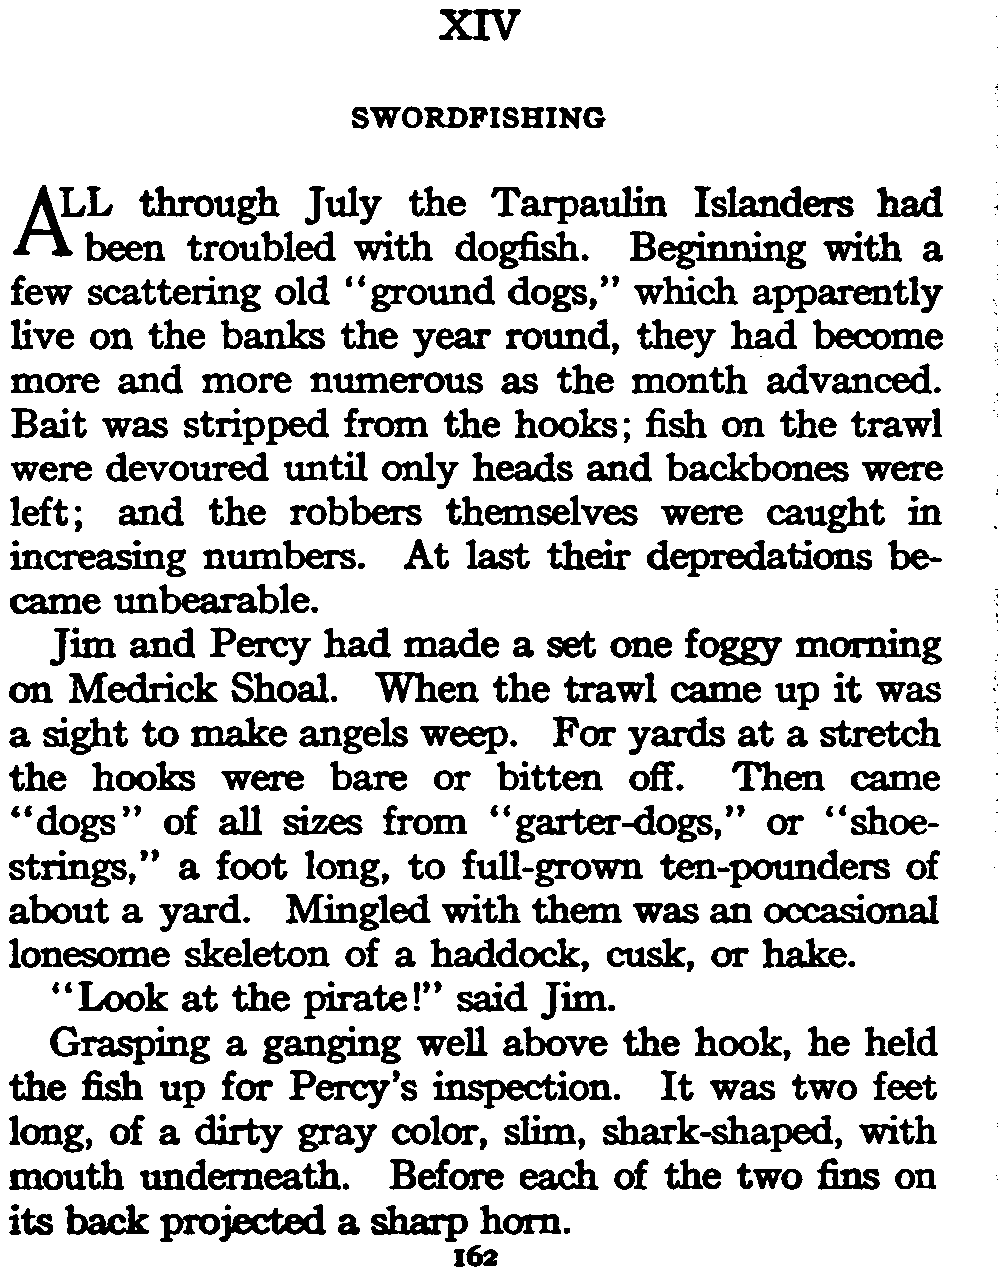 XIV
SWORDFISHING
ALL through July the Tarpaulin Islanders had
been troubled with dogfish. Beginning with a
few scattering old "ground dogs," which apparently
live on the banks the year round, they had become
more and more numerous as the month advanced.
Bait was stripped from the hooks; fish on the trawl
were devoured until only heads and backbones were
left; and the robbers themselves were caught in
increasing numbers. At last their depredations be-
came unbearable.
Jim and Percy had made a set one foggy morning
on Medrick Shoal. When the trawl came up it was
a sight to make angels weep. For yards at a stretch
the hooks were bare or bitten off. Then came
"dogs" of all sizes from "garter-dogs," or "shoe-
strings," a foot long, to full-grown ten-pounders of
about a yard. Mingled with them was an occasional
lonesome skeleton of a haddock, cusk, or hake.
"Look at the pirate!" said Jim.
Grasping a ganging well above the hook, he held
the fish up for Percy's inspection. It was two feet
long, of a dirty gray color, slim, shark-shaped, with
mouth underneath. Before each of the two fins on
its back projected a sharp horn.
162